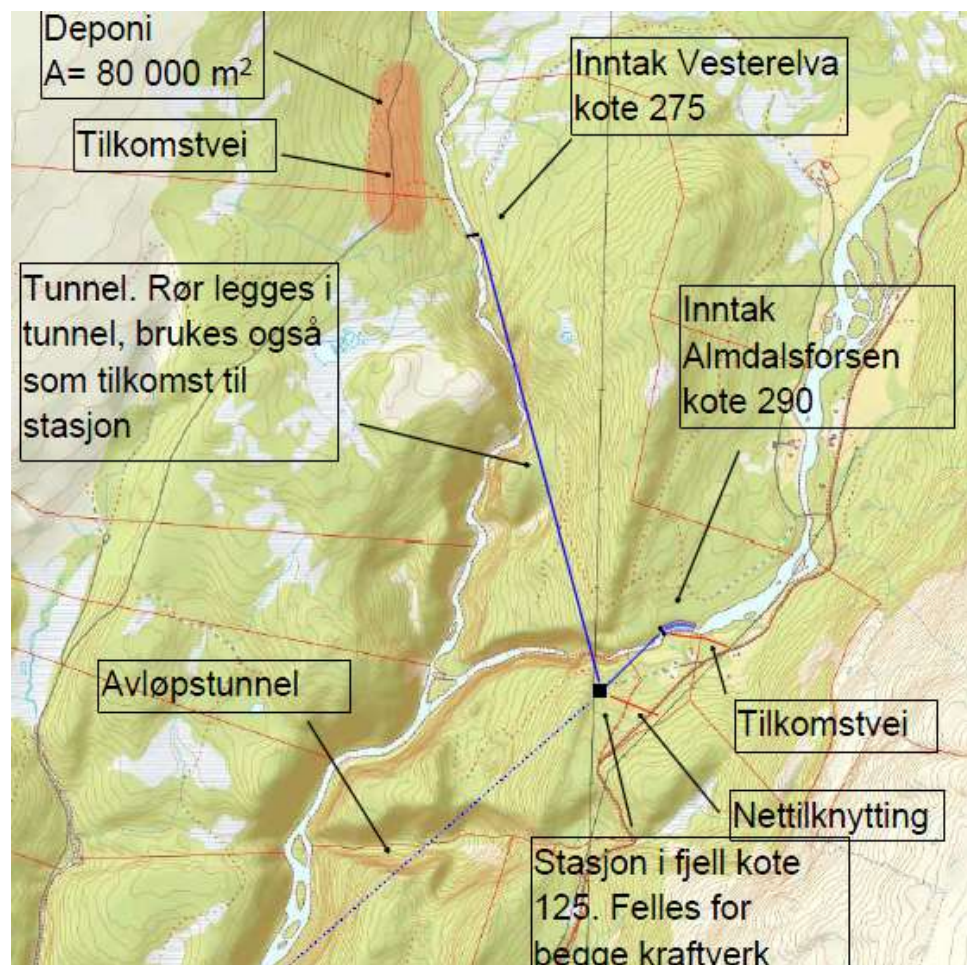 Deponi
A= 80 000 m²
Tilkomstvei
Inntak Vesterelva
kote 275
Tunnel. Rør legges i
tunnel, brukes også
som tilkomst til
stasjon
Inntak
Almdalsforsen
kote 290
Avløpstunnel
Tilkomstvei
Nettilknytting
Stasjon i fjell kote
125. Felles for
begge kraftverk